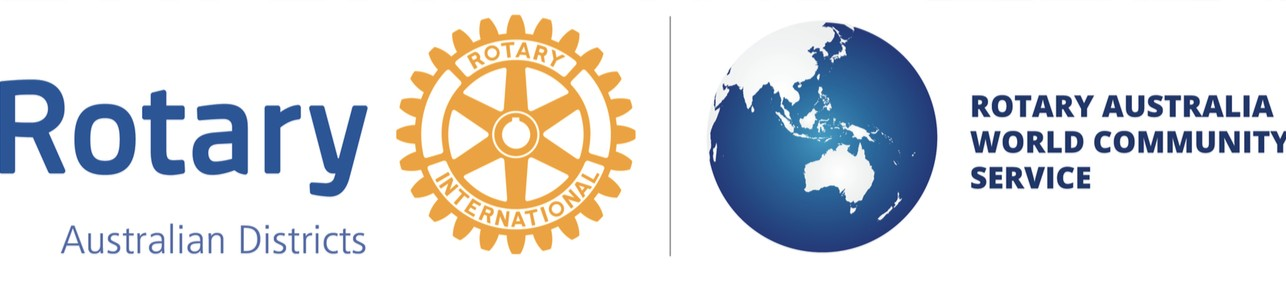 Rotary
Australian Districts
ROTARY
INTERNATIONAL
ROTARY AUSTRALIA
WORLD COMMUNITY
SERVICE